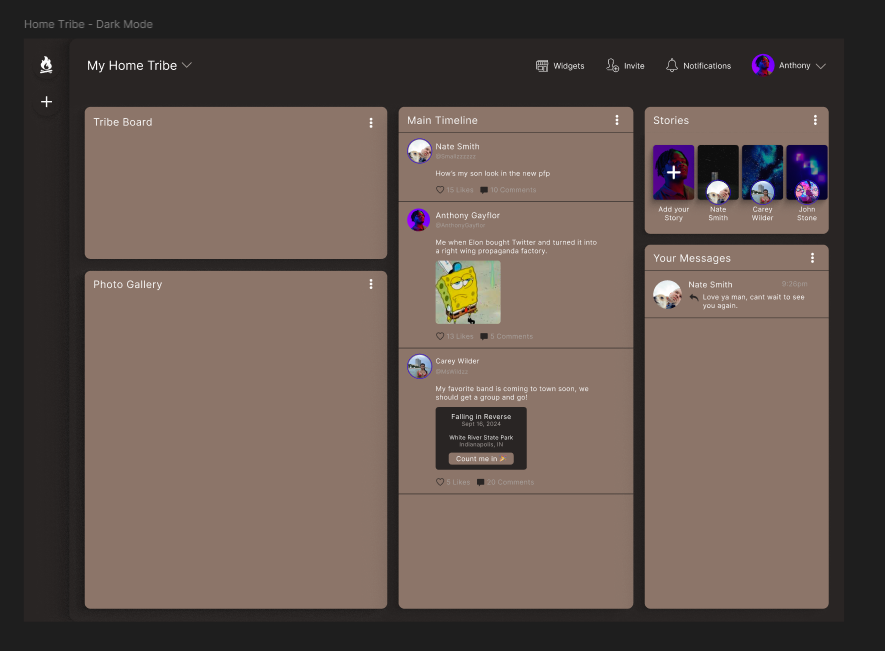 Home Tribe - Dark Mode
My Home Tribe
Widgets
Invite
Notifications
Anthony
Tribe Board
Photo Gallery
Main Timeline
Nate Smith
How's my son look in the new pfp
15 Likes
10 Comments
Anthony Gayflor
@AnthonyGayflor
Me when Elon bought Twitter and turned it into
a right wing propaganda factory.
13 Likes
5 Comments
Carey Wilder
My favorite band is coming to town soon, we
should get a group and go!
Falling in Reverse
Sept 16, 2024
White River State Park
Indianapolis, IN
Count me in
5 Likes
20 Comments
Stories
Add your
Story
Nate
Smith
Carey
Wilder
John
Stone
Your Messages
Nate Smith
9:36pm
Love ya man, cant wait to see
you again.